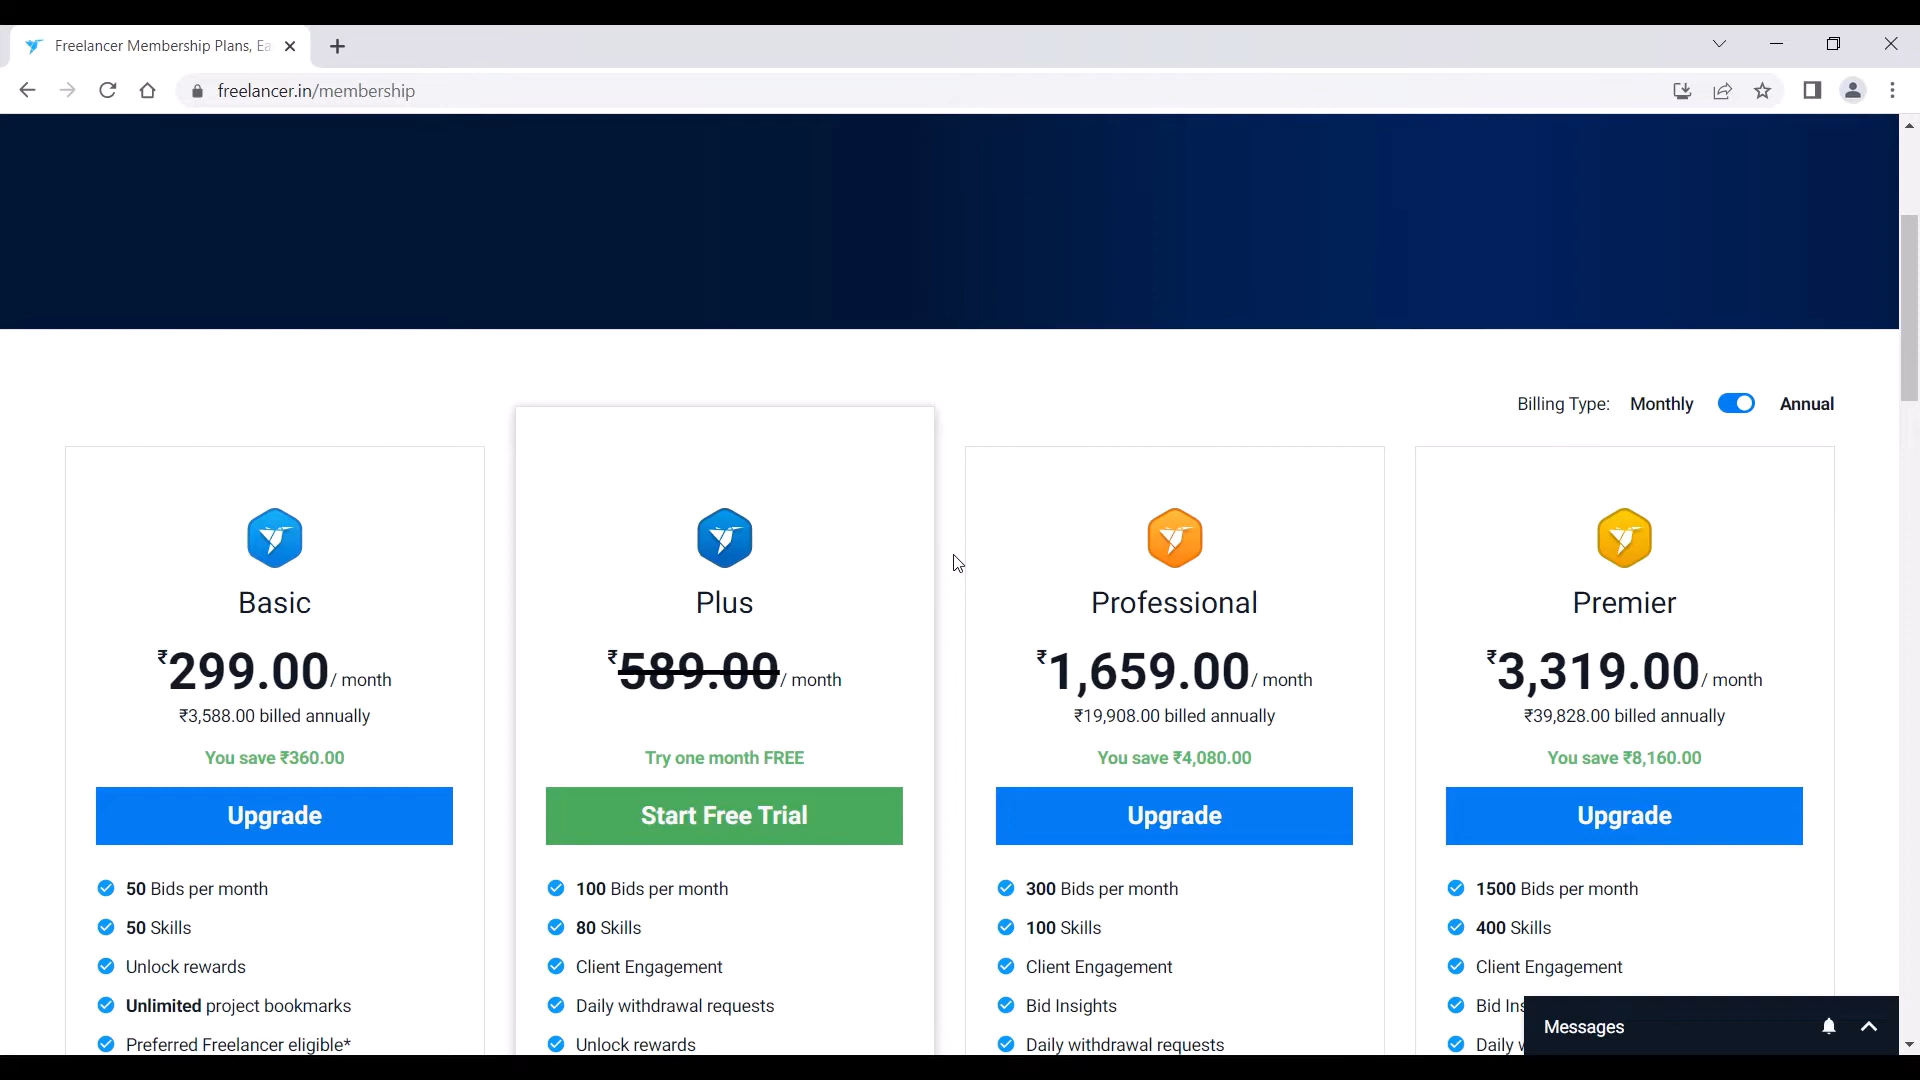 Freelancer Membership Plans, Ea
freelancer.in/membership
Billing Type: Monthly Annual
Basic
₹299.00/ month
₹3,588.00 billed annually
You save ₹360.00
Upgrade
50 Bids per month
50 Skills
Unlock rewards
Unlimited project bookmarks
Preferred Freelancer eligible*
Plus
₹589.00/ month
Try one month FREE
Start Free Trial
100 Bids per month
80 Skills
Client Engagement
Daily withdrawal requests
Unlock rewards
Professional
₹1,659.00/ month
₹19,908.00 billed annually
You save ₹4,080.00
Upgrade
300 Bids per month
100 Skills
Client Engagement
Bid Insights
Daily withdrawal requests
Premier
₹3,319.00/ month
₹39,828.00 billed annually
You save ₹8,160.00
Upgrade
1500 Bids per month
400 Skills
Client Engagement
Bid Ins
Daily w
Messages